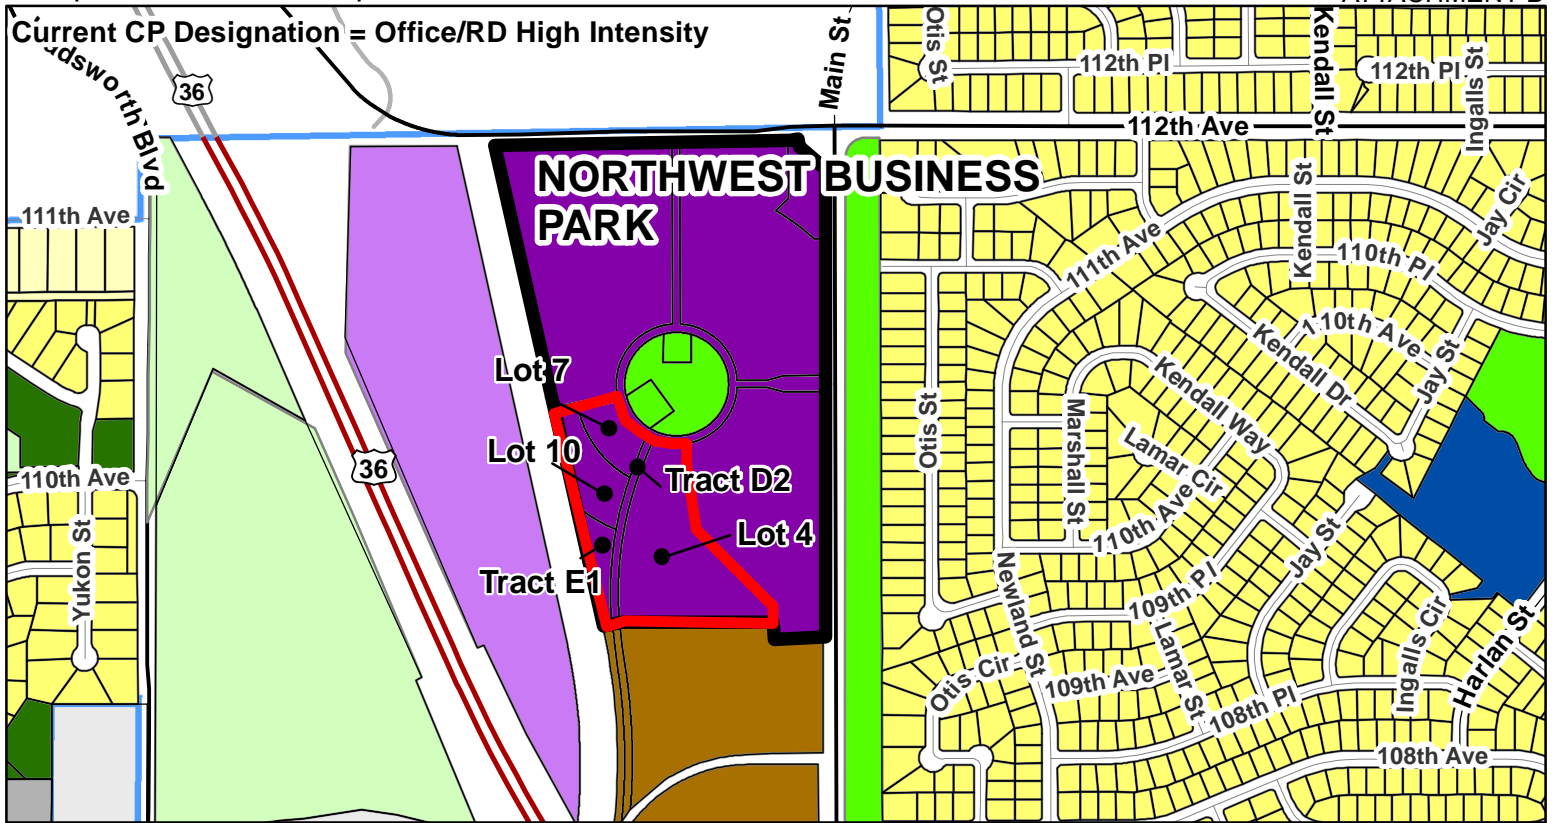 Current CP Designation = Office/RD High Intensity
36
Main St
Otis St
112th Pl
Kendall St
112th Pl
Ingalls St
112th Ave
NORTHWEST BUSINESS
PARK
111th Ave
111th Ave
Kendall St
Jay Cir
110th Pl
110th Ave
Kendall Dr
Jay St
Lot 7
Kendall Way
Otis St
Marshall St
Lamar Cir
Lot 10
36
110th Ave
Tract D2
110th Ave
Lot 4
Jay St
Yukon St
Tract E1
Newland St
109th Pl
Lamar St
Ingalls Cir
Harlan St
Otis Cir
109th Ave
108th Pl
108th Ave